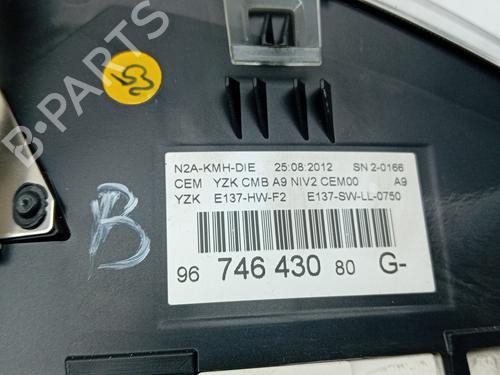 B-PARTS
53
N2A-KMH-DIE 25:08:2012 SN 2-0166
CEM YZK CMB A9 NIV2 CEM00 A9
YZK E137-HW-F2 E137-SW-LL-0750
B
96 746 430 80 G-